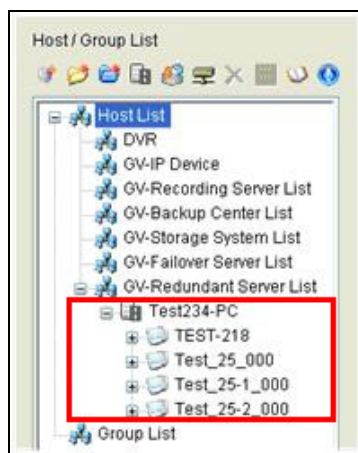 Host / Group List
Host List
DVR
GV-IP Device
GV-Recording Server List
GV-Backup Center List
GV-Storage System List
GV-Failover Server List
GV-Redundant Server List
Test234-PC
TEST-218
Test_25_000
Test_25-1_000
Test_25-2_000
Group List